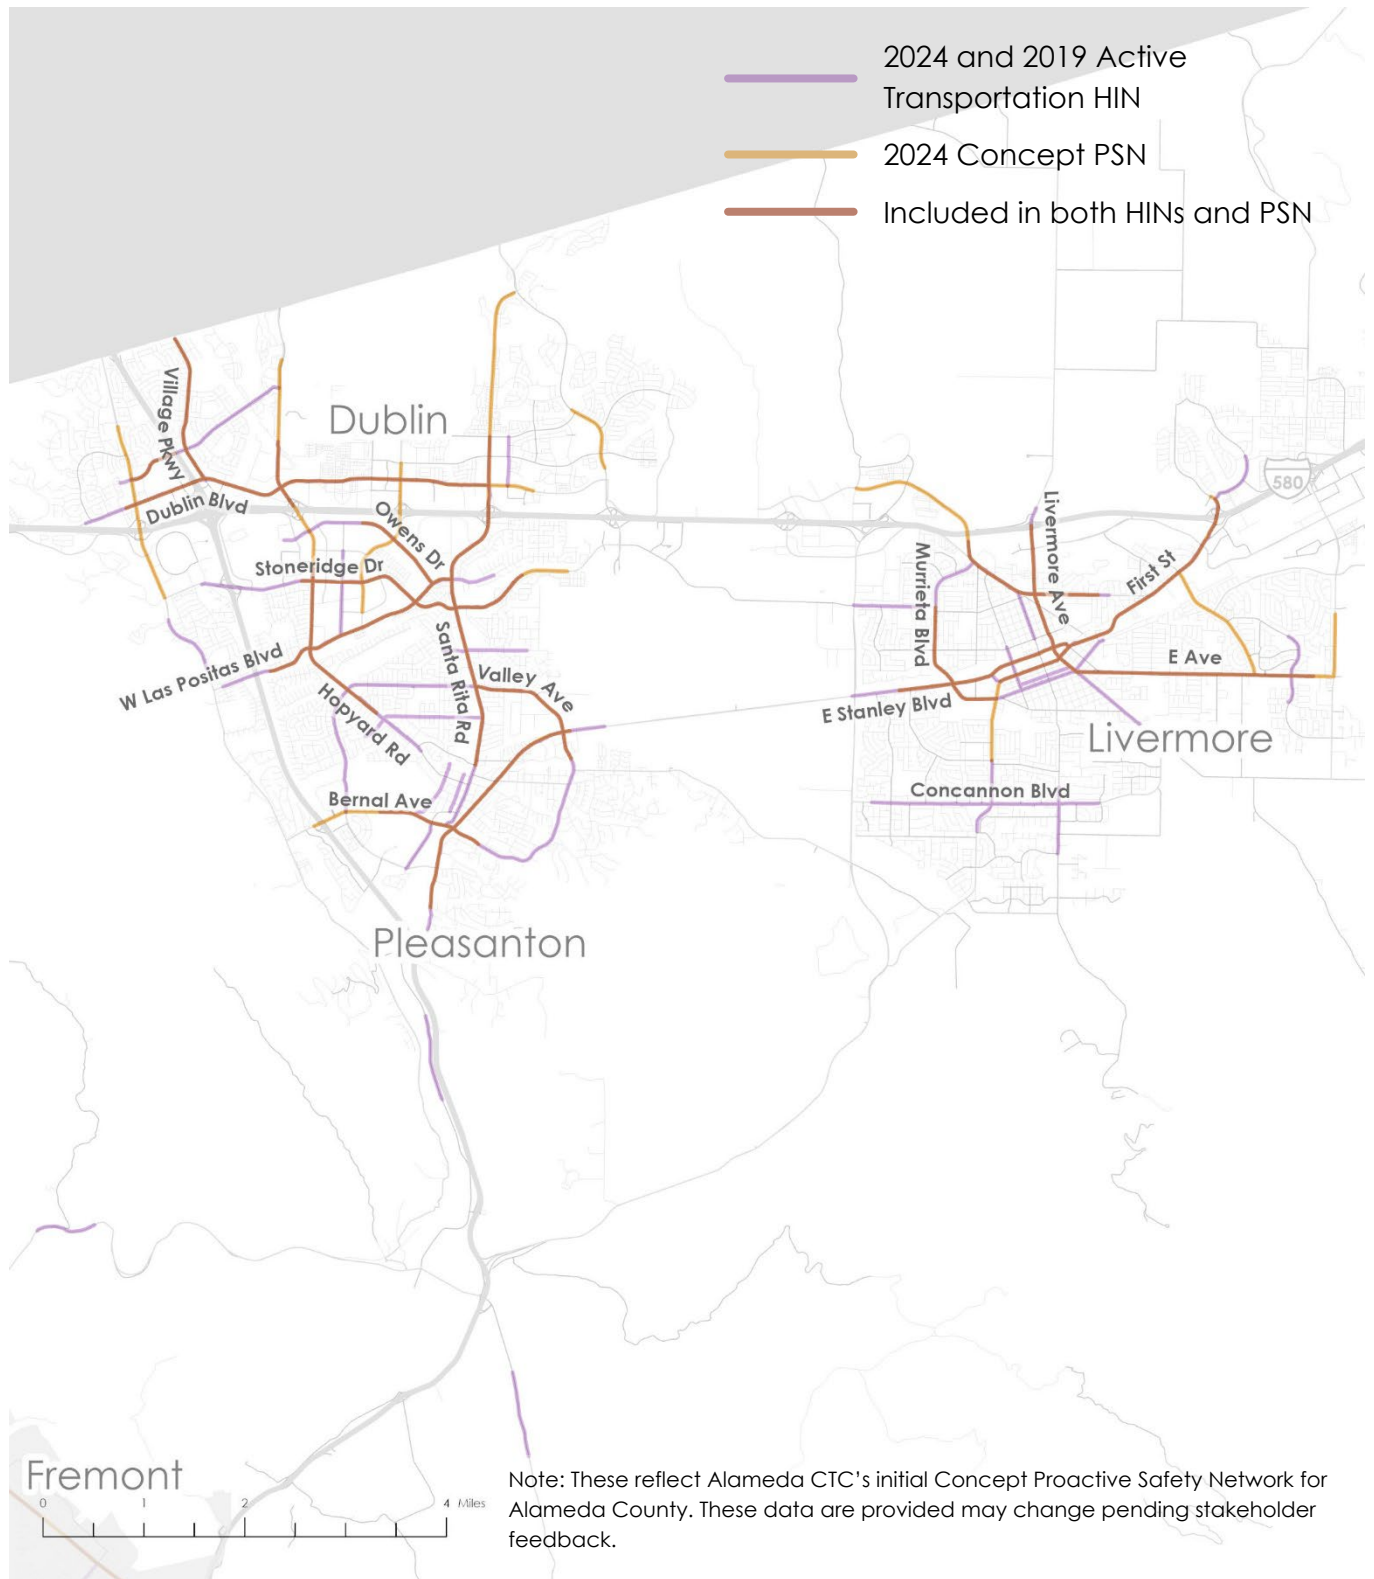 2024 and 2019 Active
Transportation HIN
2024 Concept PSN
Included in both HINs and PSN
Village Pkwy
Dublin
Dublin Blvd
Owens Dr
Stoneridge Dr
580
Livermore Ave
Murrieta Blvd
First St
W Las Positas Blvd
Santa Rita Rd
Valley Ave
E Ave
Hopyard Rd
E Stanley Blvd
Livermore
Bernal Ave
Concannon Blvd
Pleasanton
Fremont
0 1 2 4 Miles
Note: These reflect Alameda CTC’s initial Concept Proactive Safety Network for
Alameda County. These data are provided may change pending stakeholder
feedback.